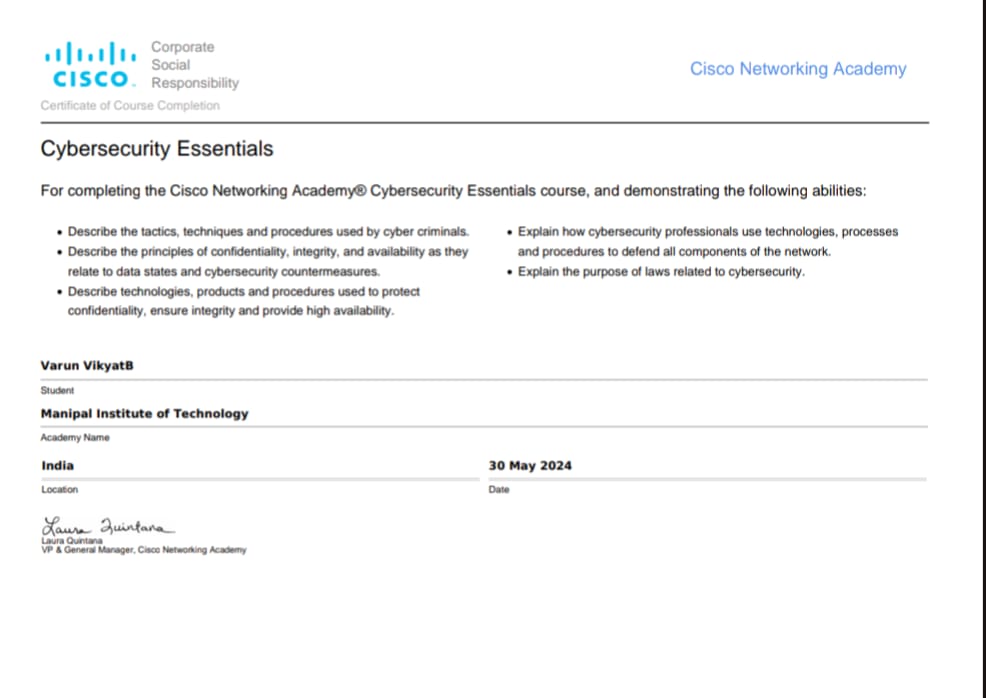 Corporate
Social
Responsibility
CISCO
Cisco Networking Academy
Certificate of Course Completion
Cybersecurity Essentials
For completing the Cisco Networking Academy® Cybersecurity Essentials course, and demonstrating the following abilities:
• Describe the tactics, techniques and procedures used by cyber criminals.
• Describe the principles of confidentiality, integrity, and availability as they
relate to data states and cybersecurity countermeasures.
• Describe technologies, products and procedures used to protect
confidentiality, ensure integrity and provide high availability.
• Explain how cybersecurity professionals use technologies, processes
and procedures to defend all components of the network.
• Explain the purpose of laws related to cybersecurity.
Varun VikyatB
Student
Manipal Institute of Technology
Academy Name
India
Location
30 May 2024
Date
Laura Quintana
Laura Quintana
VP & General Manager, Cisco Networking Academy